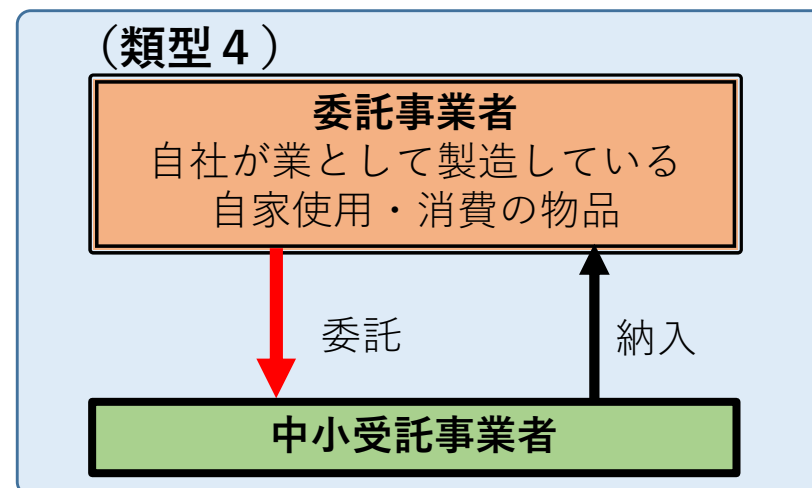 （類型４）
委託事業者
自社が業として製造している
自家使用・消費の物品
委託
納入
中小受託事業者